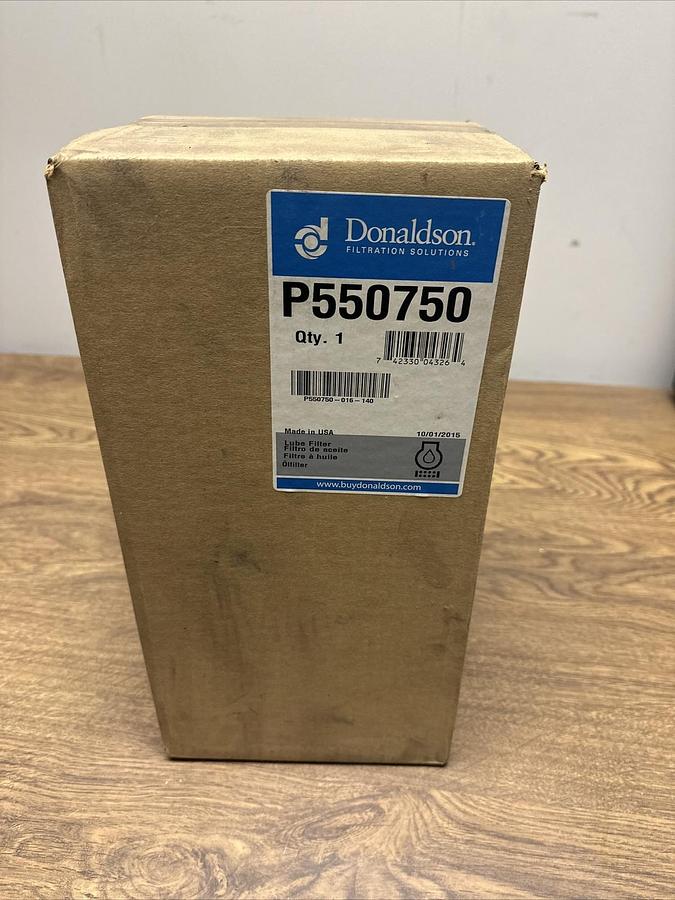 Donaldson.
FILTRATION SOLUTIONS
P550750
Qty. 1
7 42330 04326 4
P550750-016-140
Made in USA 10/01/2015
Lube Filter
Filtro de aceite
Filtre à huile
Ölfilter
www.buydonaldson.com